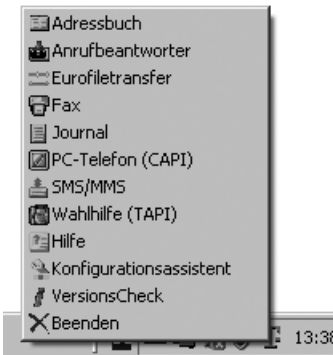 Adressbuch
Anrufbeantworter
Eurofiletransfer
Fax
Journal
PC-Telefon (CAPI)
SMS/MMS
Wahlhilfe (TAPI)
Hilfe
Konfigurationsassistent
VersionsCheck
Beenden
13:38